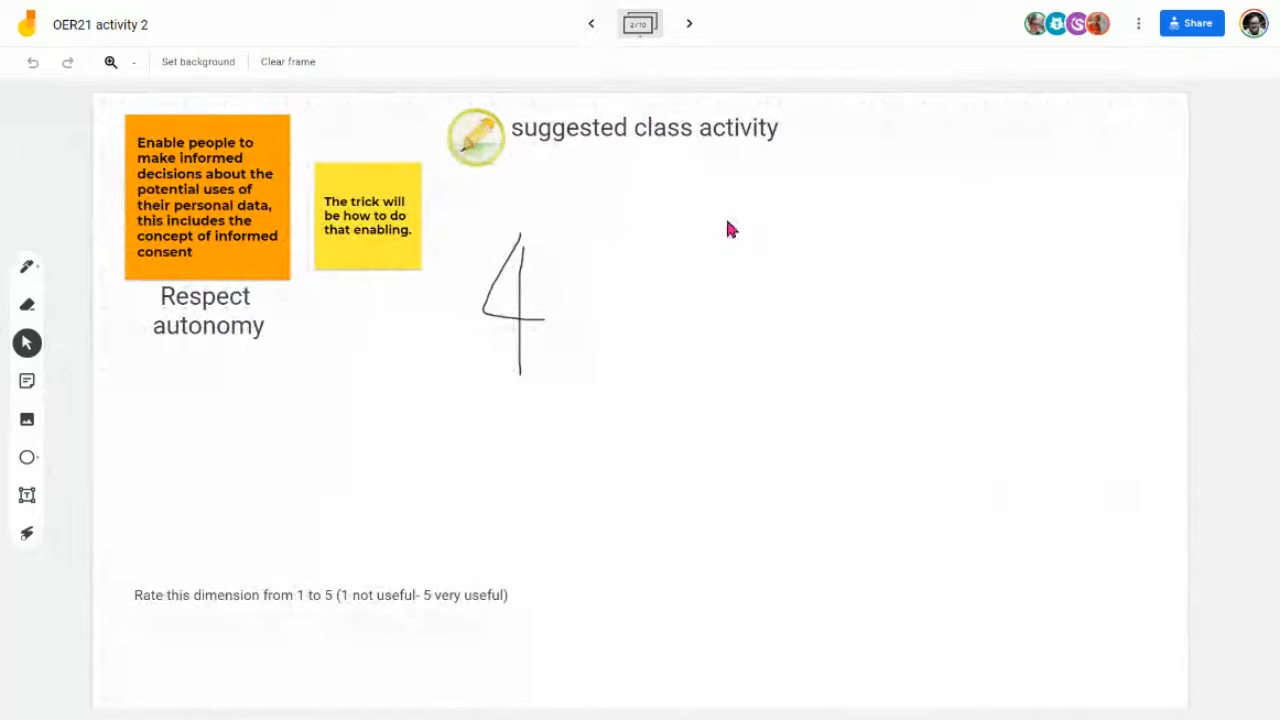 OER21 activity 2
2/10
Share
Set background
Clear frame
Enable people to
make informed
decisions about the
potential uses of
their personal data,
this includes the
concept of informed
consent
The trick will
be how to do
that enabling.
suggested class activity
4
Respect
autonomy
Rate this dimension from 1 to 5 (1 not useful- 5 very useful)